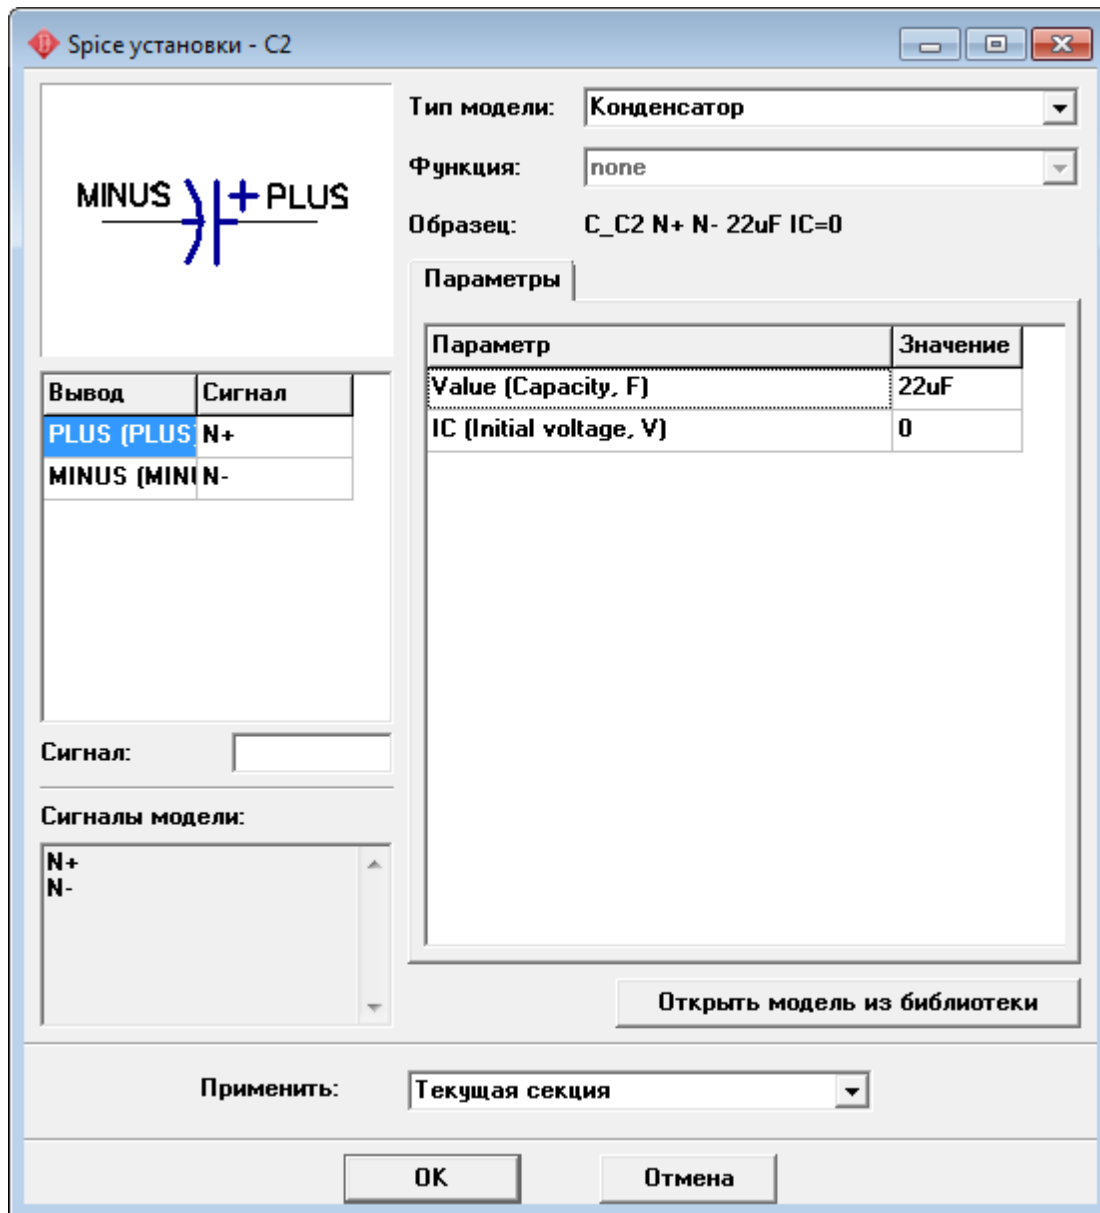 Spice установки - C2
MINUS + PLUS
Тип модели: Конденсатор
Функция: none
Образец: C_C2 N+ N- 22uF IC=0
Параметры
Параметр Значение
Value (Capacity, F) 22uF
IC (Initial voltage, V) 0
Вывод Сигнал
PLUS (PLUS) N+
MINUS (MINU N-
Сигнал:
Сигналы модели:
N+
N-
Открыть модель из библиотеки
Применить: Текущая секция
OK Отмена